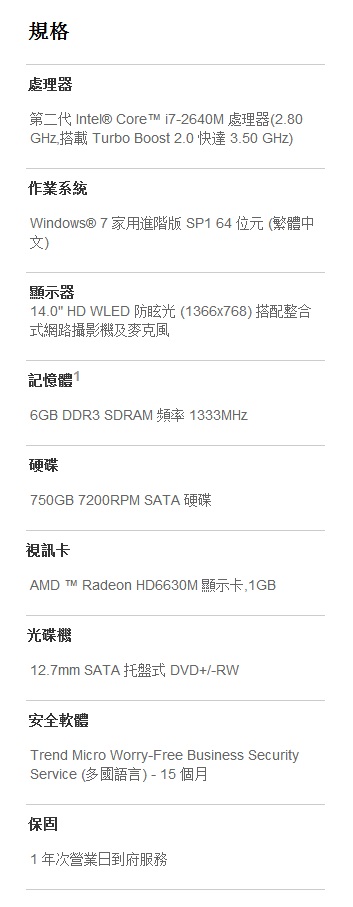 規格
處理器
第二代 Intel® Core™ i7-2640M 處理器(2.80
GHz,搭載 Turbo Boost 2.0 快達 3.50 GHz)
作業系統
Windows® 7 家用進階版 SP1 64 位元 (繁體中
文)
顯示器
14.0" HD WLED 防眩光 (1366x768) 搭配整合
式網路攝影機及麥克風
記憶體1
6GB DDR3 SDRAM 頻率 1333MHz
硬碟
750GB 7200RPM SATA 硬碟
視訊卡
AMD ™ Radeon HD6630M 顯示卡,1GB
光碟機
12.7mm SATA 托盤式 DVD+/-RW
安全軟體
Trend Micro Worry-Free Business Security
Service (多國語言) - 15 個月
保固
1 年次營業日到府服務